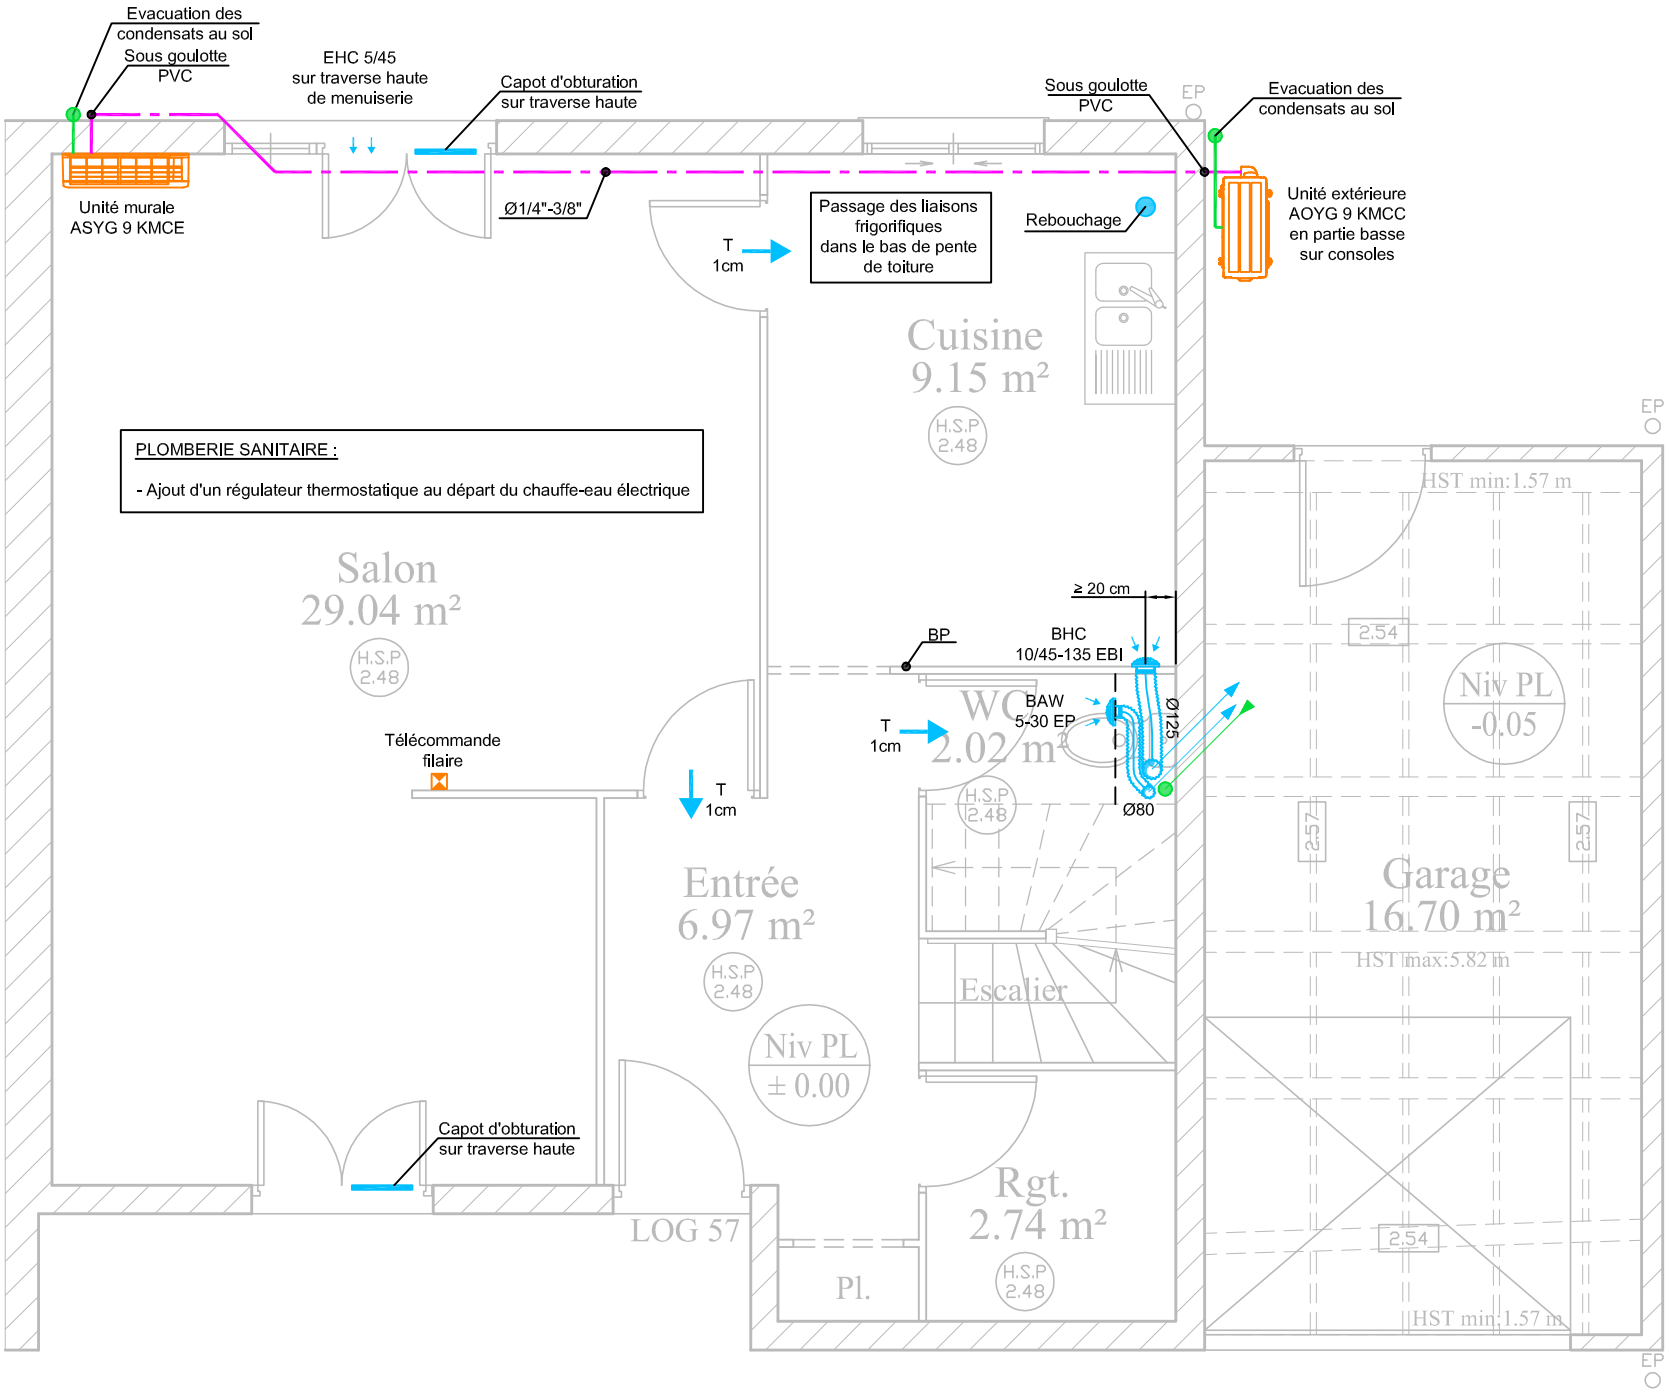 Evacuation des
condensats au sol
Sous goulotte
PVC
EHC 5/45
sur traverse haute
de menuiserie
Capot d'obturation
sur traverse haute
Sous goulotte
PVC
EP
Evacuation des
condensats au sol
Unité murale
ASYG 9 KMCE
Ø1/4"-3/8"
T
1cm
Passage des liaisons
frigorifiques
dans le bas de pente
de toiture
Rebouchage
Unité extérieure
AOYG 9 KMCC
en partie basse
sur consoles
Cuisine
9.15 m²
H.S.P
2.48
EP
PLOMBERIE SANITAIRE :
- Ajout d'un régulateur thermostatique au départ du chauffe-eau électrique
HST min:1.57 m
Salon
29.04 m²
H.S.P
2.48
≥ 20 cm
BP
BHC
10/45-135 EBI
2.54
Niv PL
-0.05
WC
2.02 m²
BAW
5-30 EP
Ø125
T
1cm
Télécommande
filaire
T
1cm
H.S.P
2.48
Ø80
2.57
2.57
Entrée
6.97 m²
H.S.P
2.48
Garage
16.70 m²
HST max:5.82 m
Escalier
Niv PL
± 0.00
Capot d'obturation
sur traverse haute
Rgt.
2.74 m²
H.S.P
2.48
LOG 57
2.54
Pl.
HST min:1.57 m
EP